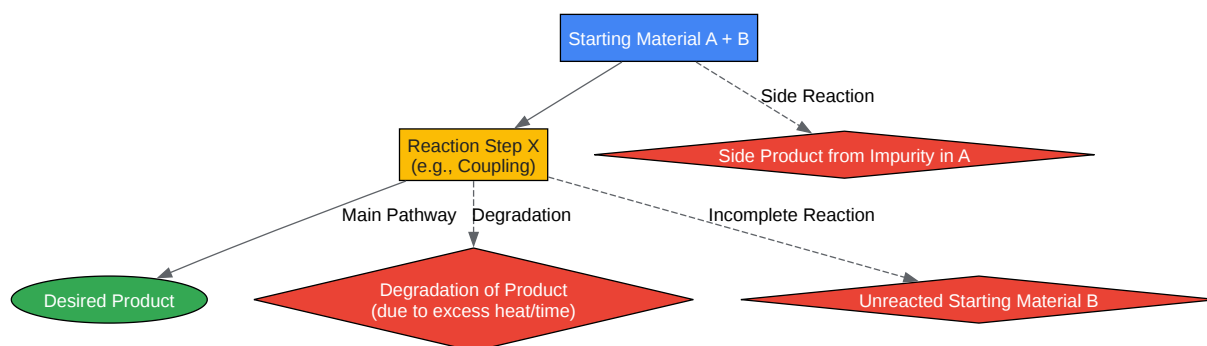 Starting Material A + B
Side Reaction
Reaction Step X
(e.g., Coupling)
Side Product from Impurity in A
Main Pathway
Degradation
Incomplete Reaction
Desired Product
Degradation of Product
(due to excess heat/time)
Unreacted Starting Material B